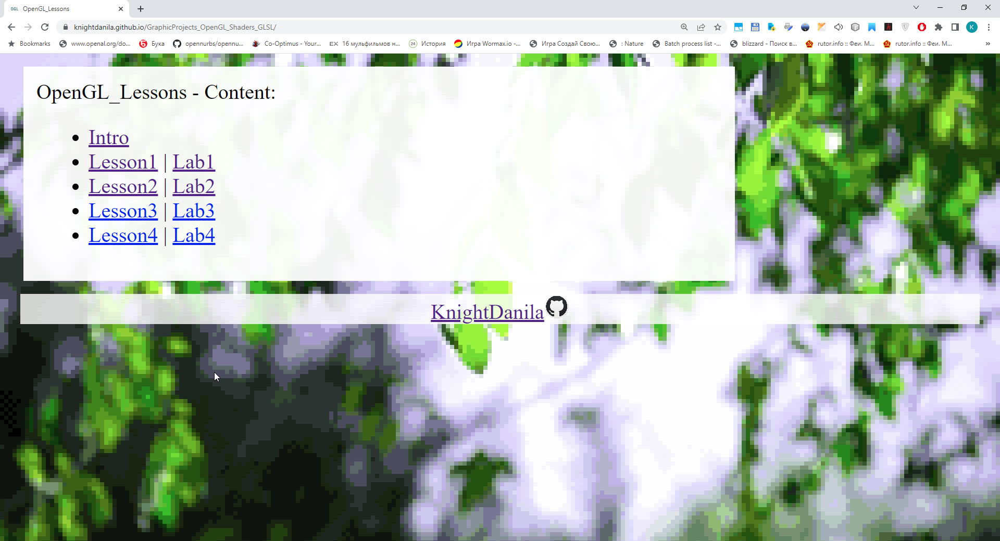 OGL OpenGL_Lessons
knightdanila.github.io/GraphicProjects_OpenGL_Shaders_GLSL/
K
Bookmarks www.openal.org/do... Бука opennurbs/opennu... Co-Optimus - Your... EX 16 мульфильмов н... 24 История Игра Wormax.io -... Игра Создай Свою... : Nature Batch process list -... blizzard - Поиск в... rutor.info :: Феи. М... rutor.info :: Феи. М... »
OpenGL_Lessons - Content:
Intro
Lesson1 | Lab1
Lesson2 | Lab2
Lesson3 | Lab3
Lesson4 | Lab4
KnightDanila